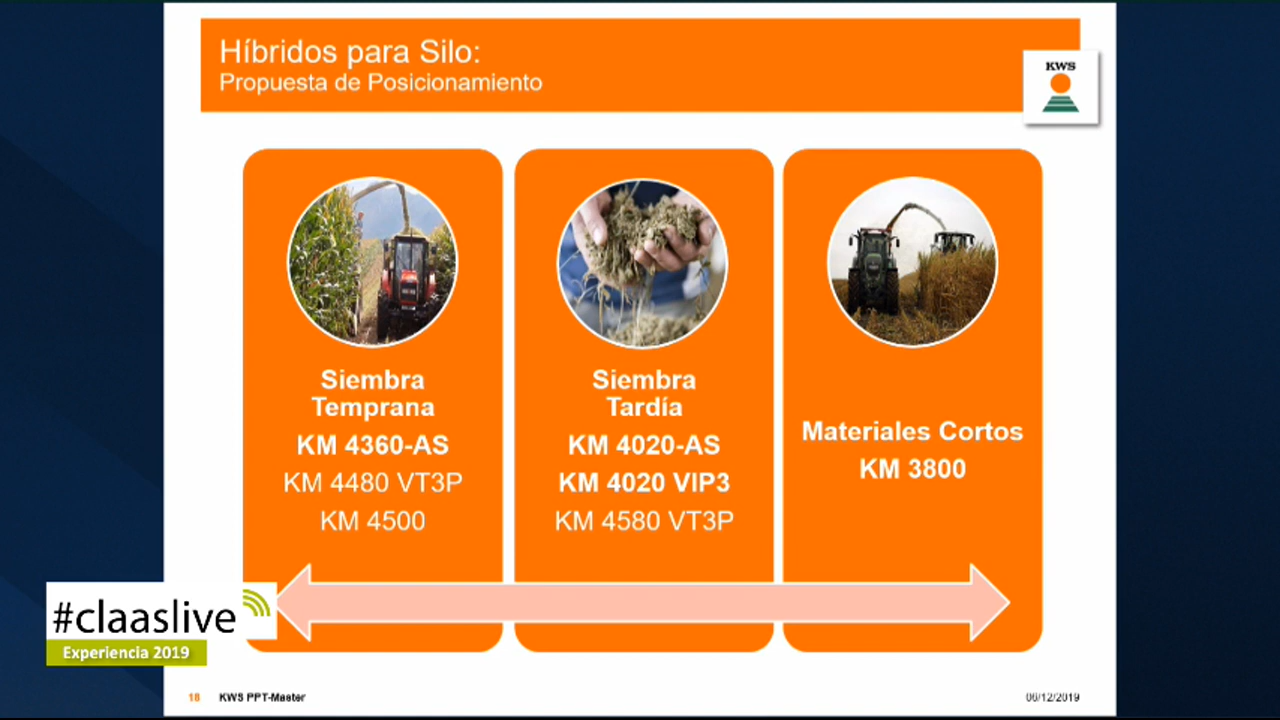 Híbridos para Silo:
Propuesta de Posicionamiento
KWS
Siembra
Temprana
KM 4360-AS
KM 4480 VT3P
KM 4500
Siembra
Tardía
KM 4020-AS
KM 4020 VIP3
KM 4580 VT3P
Materiales Cortos
KM 3800
#claaslive
Experiencia 2019
18 KWS PPT-Master
06/12/2019